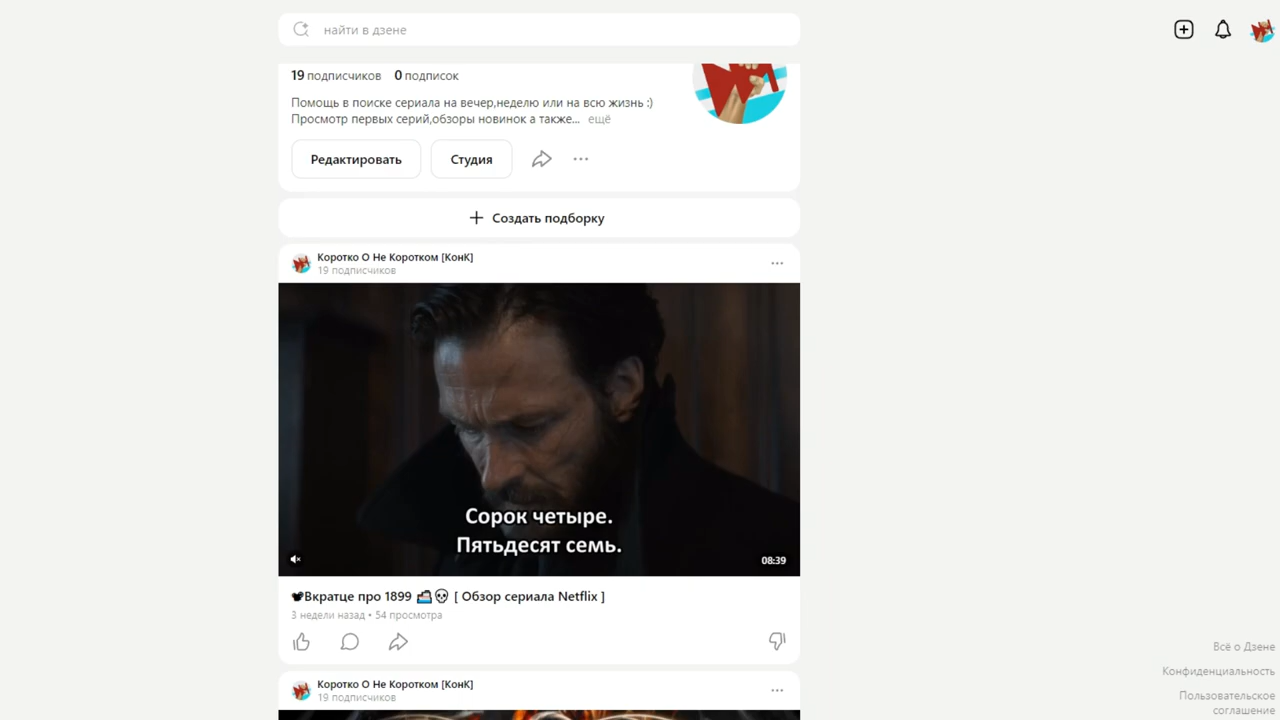 найти в дзене
19 подписчиков 0 подписок
Помощь в поиске сериала на вечер,неделю или на всю жизнь :)
Просмотр первых серий,обзоры новинок а также... ещё
Редактировать Студия
Создать подборку
Коротко О Не Коротком [КонК]
19 подписчиков
Сорок четыре.
Пятьдесят семь.
08:39
Вкратце про 1899 [ Обзор сериала Netflix ]
3 недели назад • 54 просмотра
Коротко О Не Коротком [КонК]
19 подписчиков
Всё о Дзене
Конфиденциальность
Пользовательское
соглашение